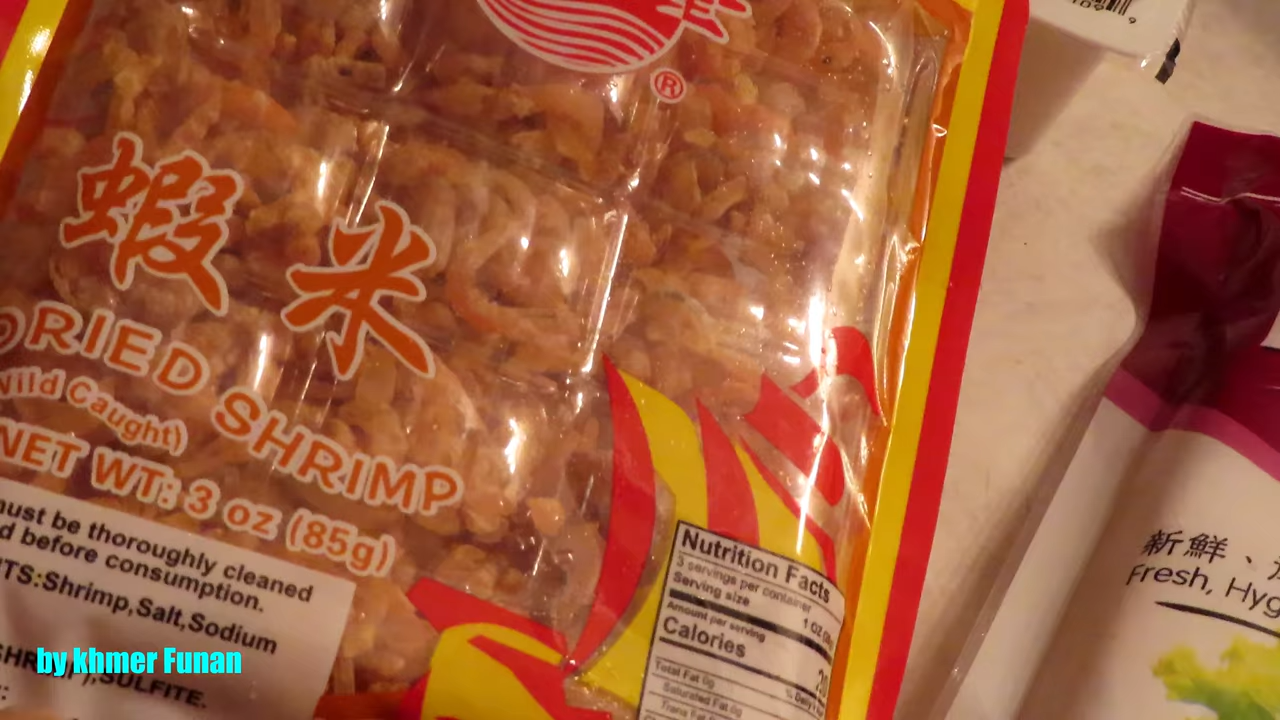 ®
109 9
蝦米
DRIED SHRIMP
(Wild Caught)
NET WT: 3 oz (85g)
must be thoroughly cleaned
before consumption.
TS:Shrimp,Salt,Sodium
SULFITE.
by khmer Funan
Nutrition Facts
3 servings per container
Serving size 1 OZ
Amount per serving
Calories
Total Fat 0g
Saturated Fat 0g
Trans Fat
新鮮、
Fresh, Hyg